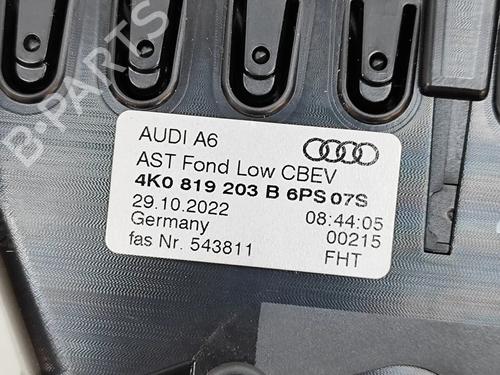 B-PARTS
AUDI A6
AST Fond Low CBEV
4K0 819 203 B 6PS 07S
29.10.2022 08:44:05
Germany 00215
fas Nr. 543811 FHT